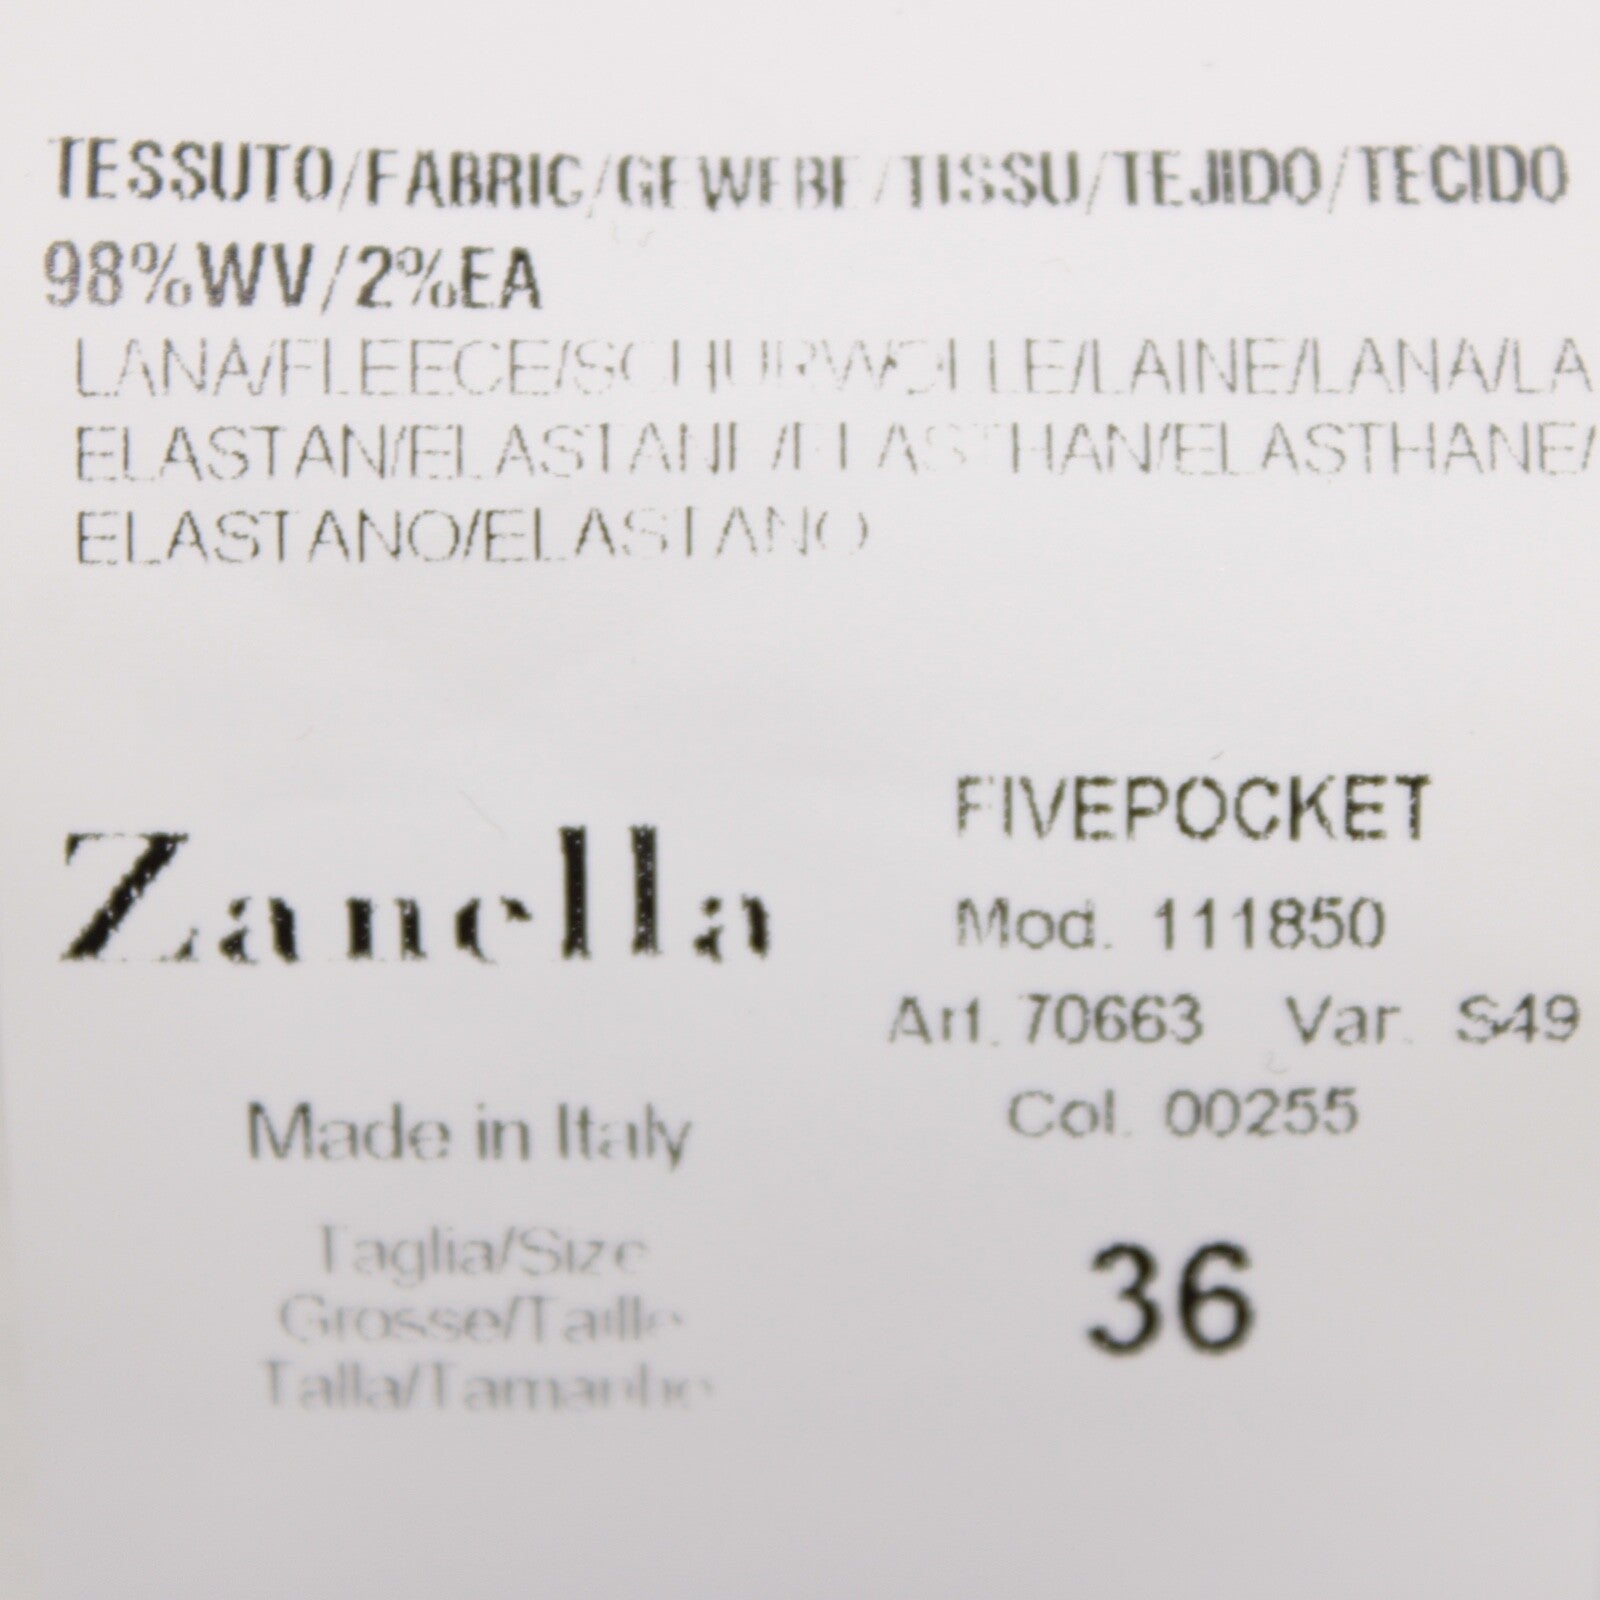 TESSUTO/FABRIC/GEWEBE/TISSU/TEJIDO/TECIDO
98%WV/2%EA
LANA/FLEECE/SCHURWOLLE/LAINE/LANA/LA
ELASTAN/ELASTANE/ELASTHAN/ELASTHANE/
ELASTANO/ELASTANO
Zanella
Made in Italy
Taglia/Size
Grosse/Taille
Talla/Tamanho
FIVEPOCKET
Mod. 111850
Art. 70663 Var. S49
Col. 00255
36